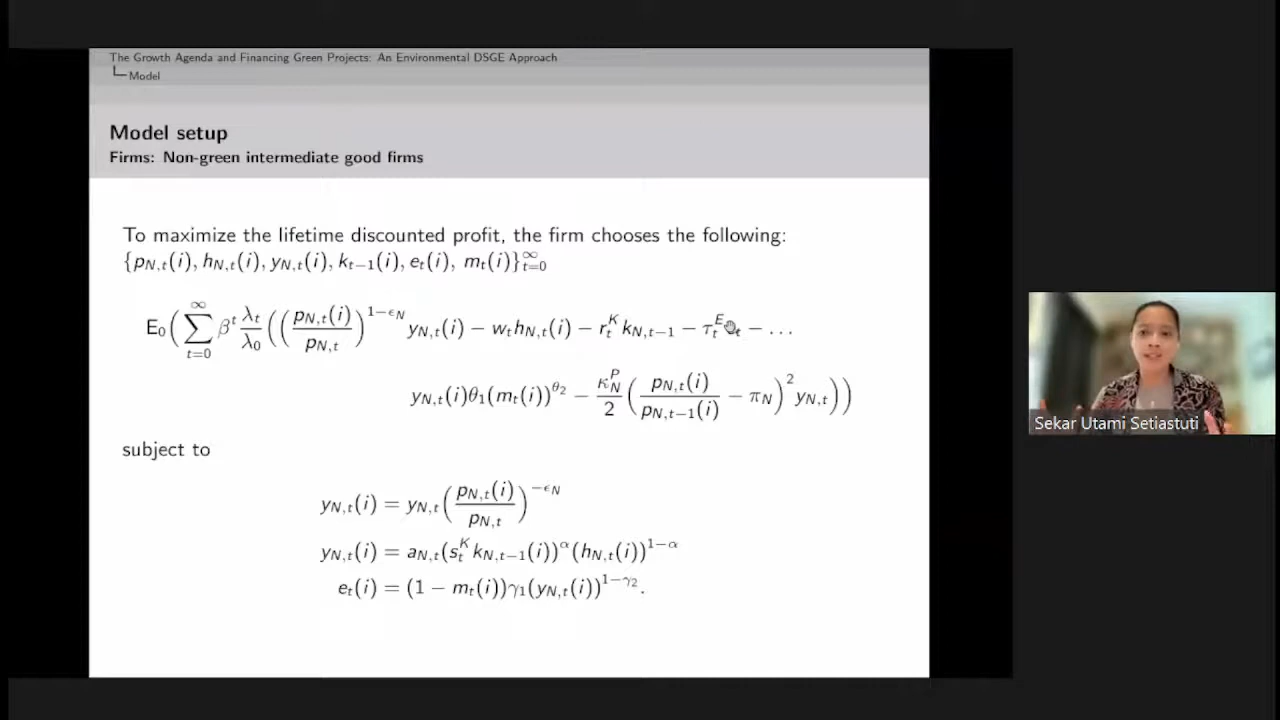 The Growth Agenda and Financing Green Projects: An Environmental DSGE Approach
Model
Model setup
Firms: Non-green intermediate good firms
To maximize the lifetime discounted profit, the firm chooses the following:
{p_{N,t}(i), h_{N,t}(i), y_{N,t}(i), k_{t−1}(i), e_t(i), m_t(i)}_{t=0}^∞
E_0(∑_{t=0}^∞ β^t λ_t/λ_0 ((p_{N,t}(i)/p_{N,t})^{1−ϵ_N} y_{N,t}(i) − w_t h_{N,t}(i) − r_t^K k_{N,t−1} − τ_t^E e_t − …
y_{N,t}(i)θ_1(m_t(i))^{θ_2} − κ_N^P/2 (p_{N,t}(i)/p_{N,t−1}(i) − π_N)^2 y_{N,t}))
subject to
y_{N,t}(i) = y_{N,t}(p_{N,t}(i)/p_{N,t})^{−ϵ_N}
y_{N,t}(i) = a_{N,t}(s_t^K k_{N,t−1}(i))^α (h_{N,t}(i))^{1−α}
e_t(i) = (1 − m_t(i))γ_1(y_{N,t}(i))^{1−γ_2}.
Sekar Utami Setiastuti